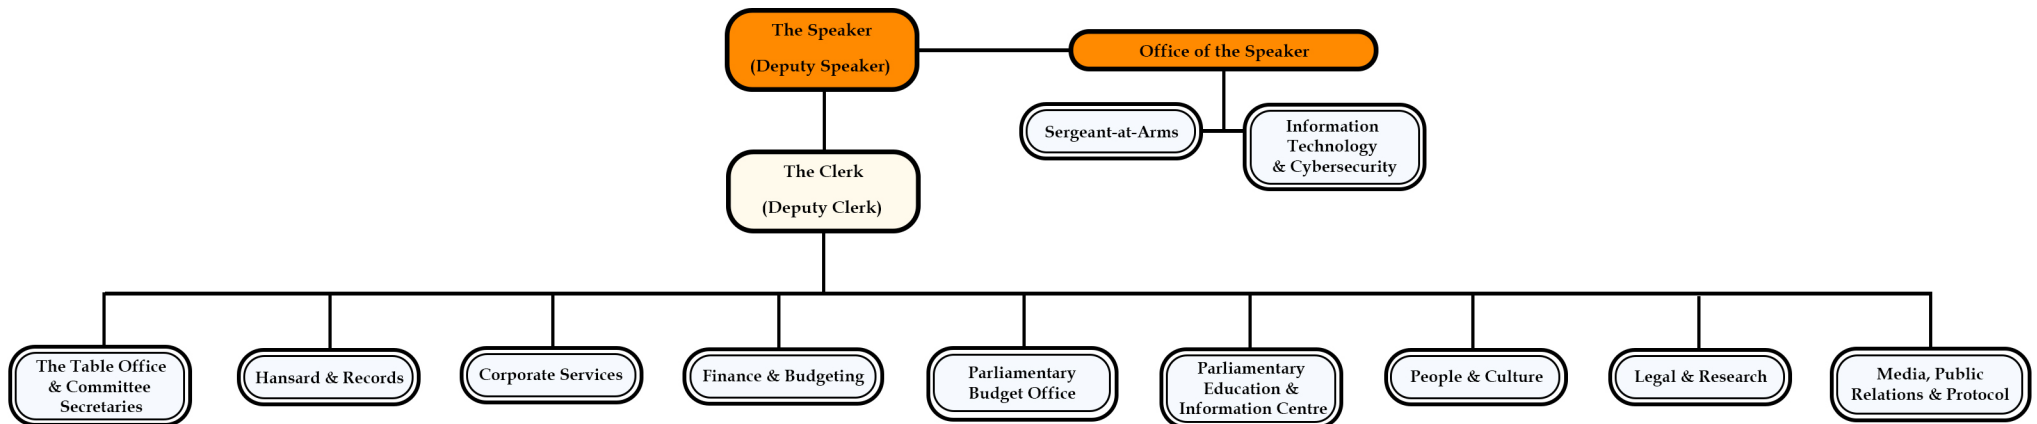 The Speaker
(Deputy Speaker)
Office of the Speaker
Sergeant-at-Arms
Information
Technology
& Cybersecurity
The Clerk
(Deputy Clerk)
The Table Office
& Committee
Secretaries
Hansard & Records
Corporate Services
Finance & Budgeting
Parliamentary
Budget Office
Parliamentary
Education &
Information Centre
People & Culture
Legal & Research
Media, Public
Relations & Protocol